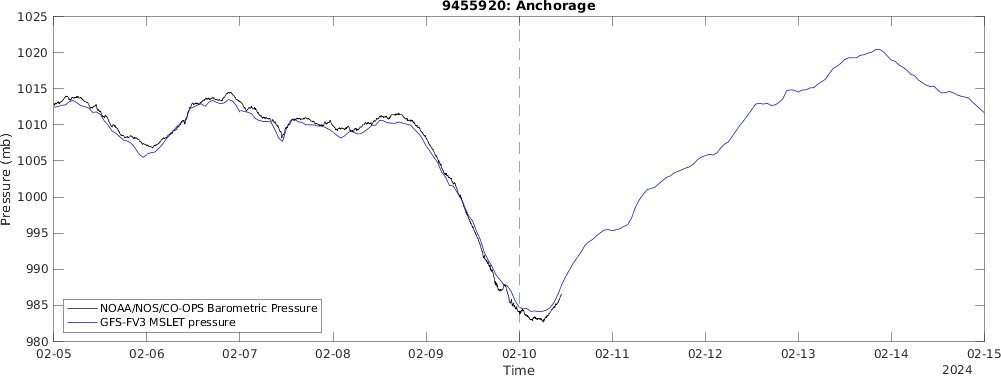 9455920: Anchorage
1025
1020
1015
1010
1005
1000
995
990
985
980
Pressure (mb)
NOAA/NOS/CO-OPS Barometric Pressure
GFS-FV3 MSLET pressure
02-05 02-06 02-07 02-08 02-09 02-10 02-11 02-12 02-13 02-14 02-15
Time
2024